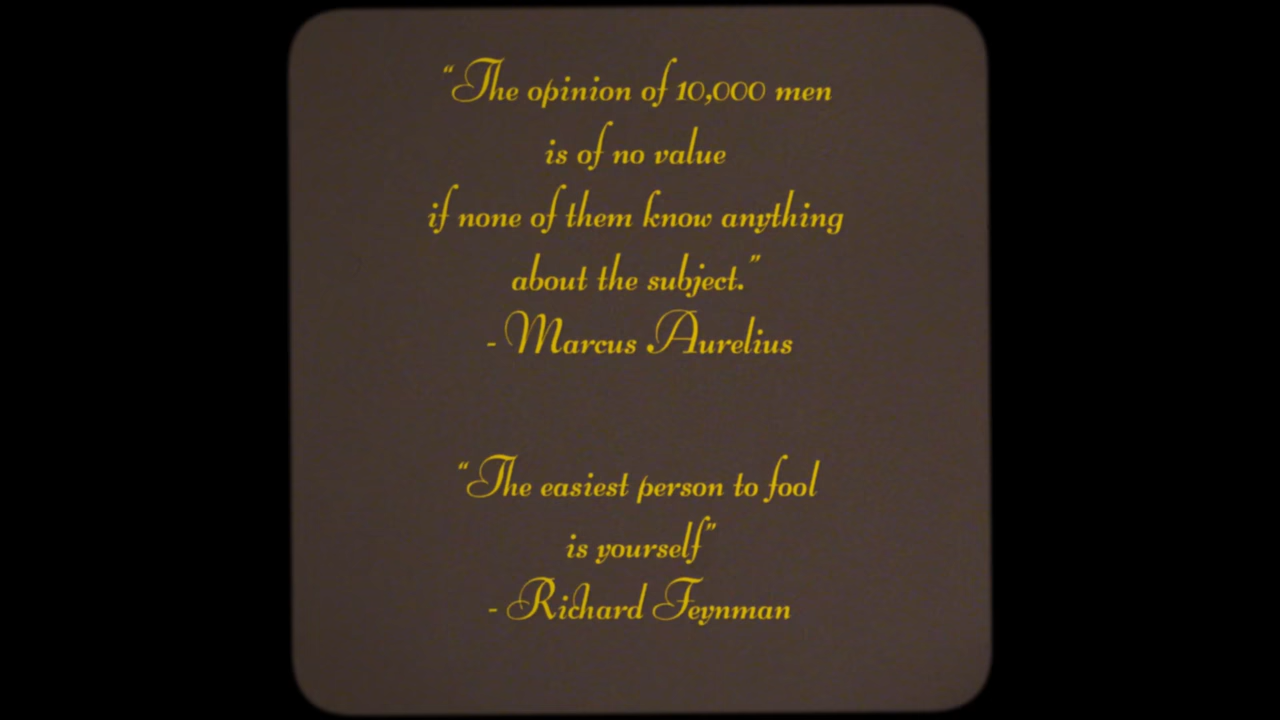 “The opinion of 10,000 men
is of no value
if none of them know anything
about the subject.”
- Marcus Aurelius
“The easiest person to fool
is yourself”
- Richard Feynman